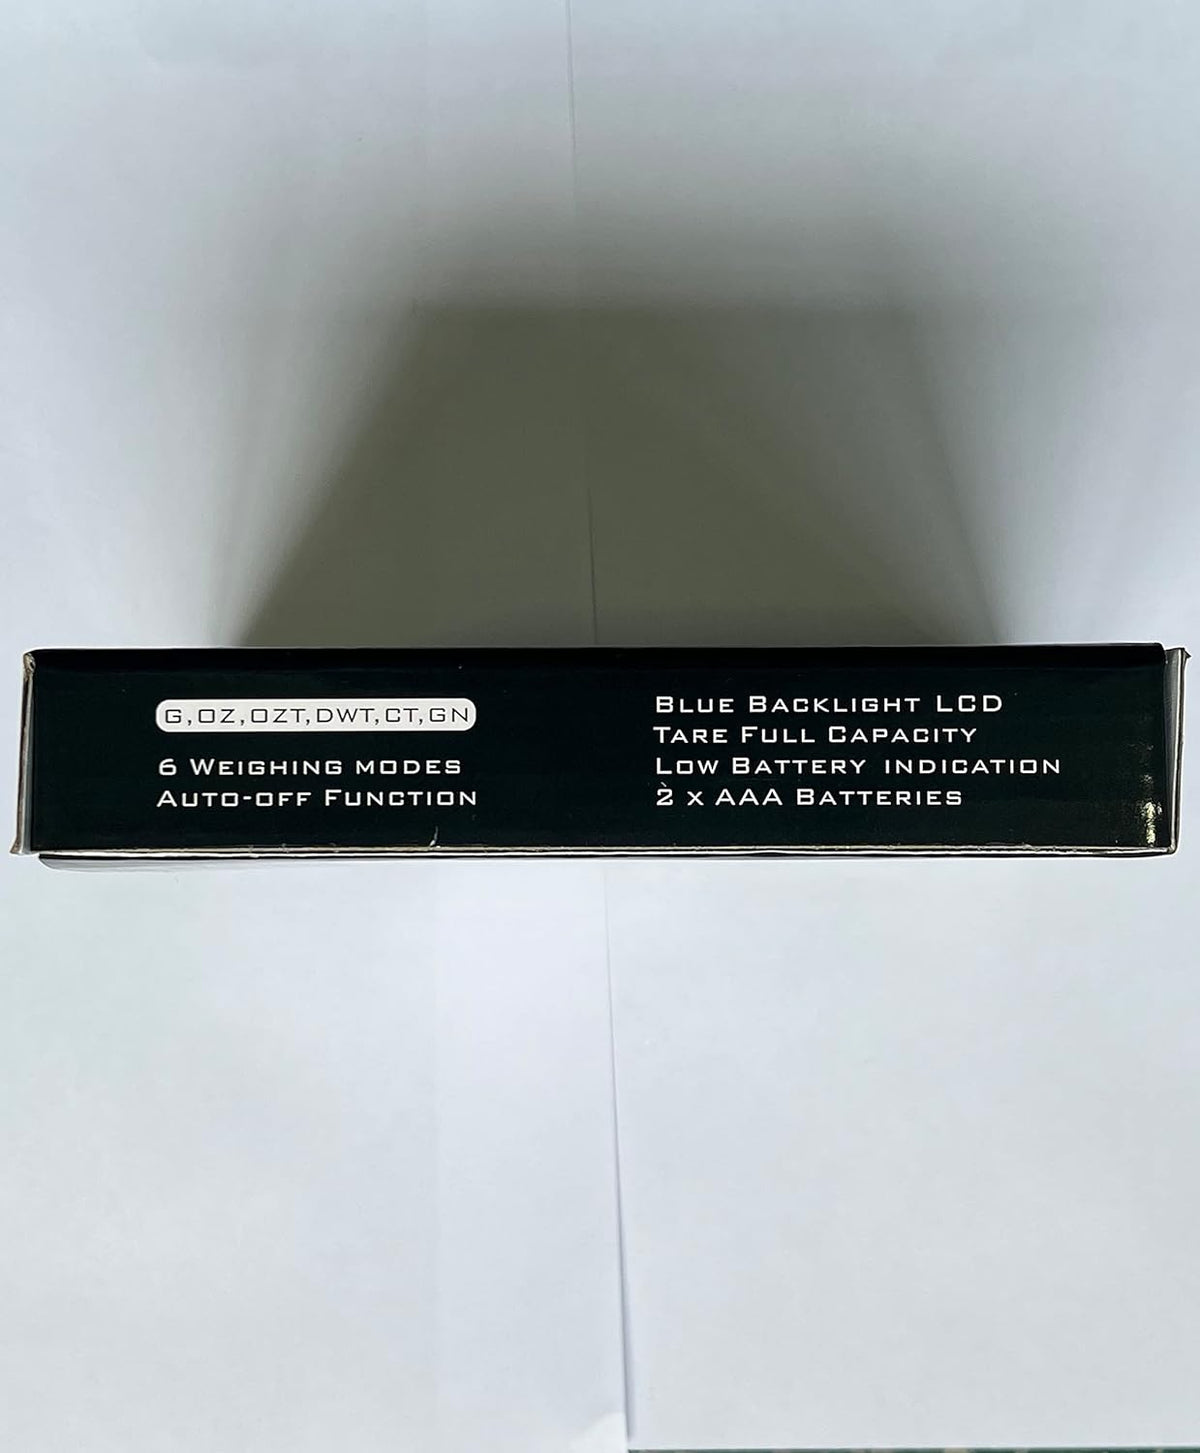 G,OZ,OZT,DWT,CT,GN
6 WEIGHING MODES
AUTO-OFF FUNCTION
BLUE BACKLIGHT LCD
TARE FULL CAPACITY
LOW BATTERY INDICATION
2 X AAA BATTERIES